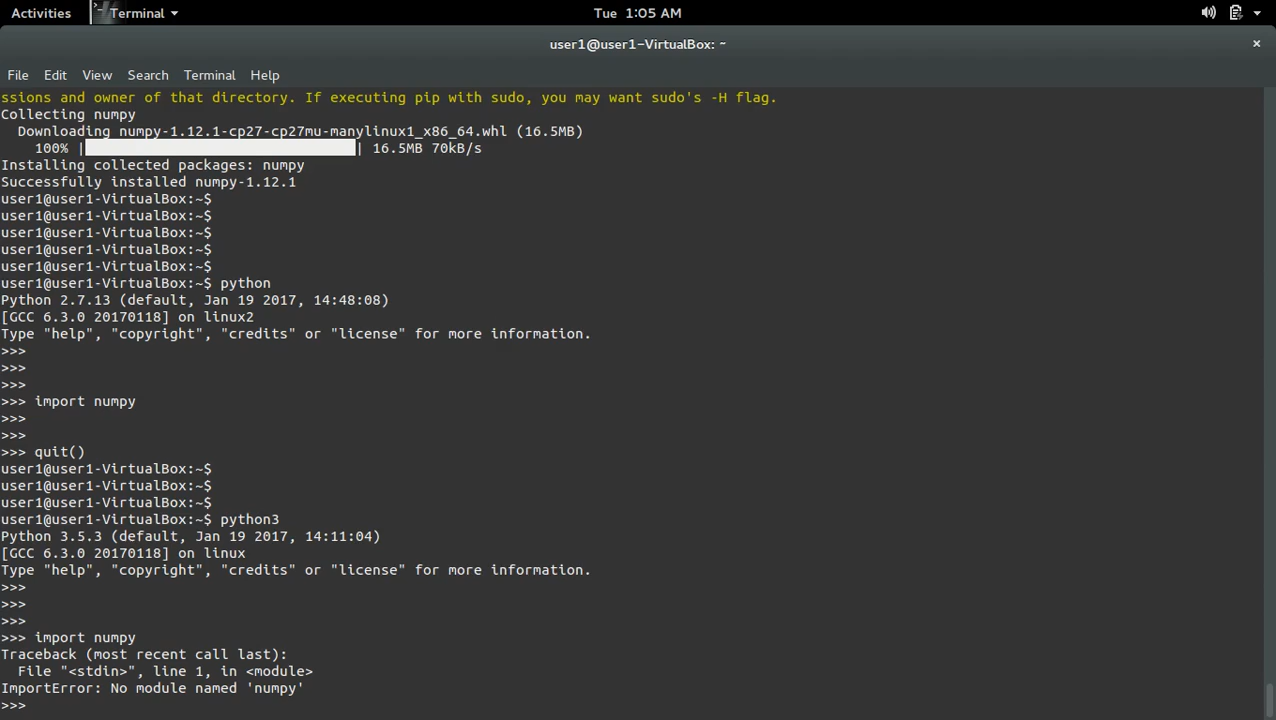 Activities Terminal Tue 1:05 AM
user1@user1-VirtualBox: ~ ×
File Edit View Search Terminal Help
ssions and owner of that directory. If executing pip with sudo, you may want sudo's -H flag.
Collecting numpy
  Downloading numpy-1.12.1-cp27-cp27mu-manylinux1_x86_64.whl (16.5MB)
    100% |████████████████████████████████| 16.5MB 70kB/s
Installing collected packages: numpy
Successfully installed numpy-1.12.1
user1@user1-VirtualBox:~$
user1@user1-VirtualBox:~$
user1@user1-VirtualBox:~$
user1@user1-VirtualBox:~$
user1@user1-VirtualBox:~$
user1@user1-VirtualBox:~$ python
Python 2.7.13 (default, Jan 19 2017, 14:48:08)
[GCC 6.3.0 20170118] on linux2
Type "help", "copyright", "credits" or "license" for more information.
>>>
>>>
>>>
>>> import numpy
>>>
>>>
>>> quit()
user1@user1-VirtualBox:~$
user1@user1-VirtualBox:~$
user1@user1-VirtualBox:~$
user1@user1-VirtualBox:~$ python3
Python 3.5.3 (default, Jan 19 2017, 14:11:04)
[GCC 6.3.0 20170118] on linux
Type "help", "copyright", "credits" or "license" for more information.
>>>
>>>
>>>
>>> import numpy
Traceback (most recent call last):
  File "<stdin>", line 1, in <module>
ImportError: No module named 'numpy'
>>>